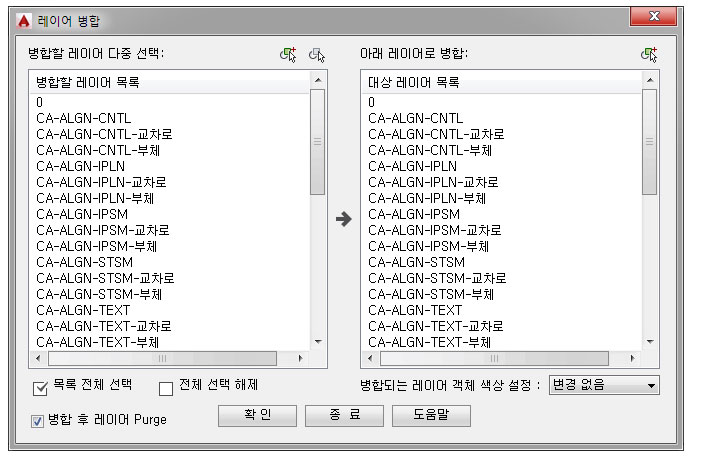 레이어 병합
병합할 레이어 다중 선택:
병합할 레이어 목록
0
CA-ALGN-CNTL
CA-ALGN-CNTL-교차로
CA-ALGN-CNTL-부체
CA-ALGN-IPLN
CA-ALGN-IPLN-교차로
CA-ALGN-IPLN-부체
CA-ALGN-IPSM
CA-ALGN-IPSM-교차로
CA-ALGN-IPSM-부체
CA-ALGN-STSM
CA-ALGN-STSM-교차로
CA-ALGN-STSM-부체
CA-ALGN-TEXT
CA-ALGN-TEXT-교차로
CA-ALGN-TEXT-부체
아래 레이어로 병합:
대상 레이어 목록
0
CA-ALGN-CNTL
CA-ALGN-CNTL-교차로
CA-ALGN-CNTL-부체
CA-ALGN-IPLN
CA-ALGN-IPLN-교차로
CA-ALGN-IPLN-부체
CA-ALGN-IPSM
CA-ALGN-IPSM-교차로
CA-ALGN-IPSM-부체
CA-ALGN-STSM
CA-ALGN-STSM-교차로
CA-ALGN-STSM-부체
CA-ALGN-TEXT
CA-ALGN-TEXT-교차로
CA-ALGN-TEXT-부체
목록 전체 선택 전체 선택 해제
병합되는 레이어 객체 색상 설정 : 변경 없음
병합 후 레이어 Purge
확 인 종 료 도움말